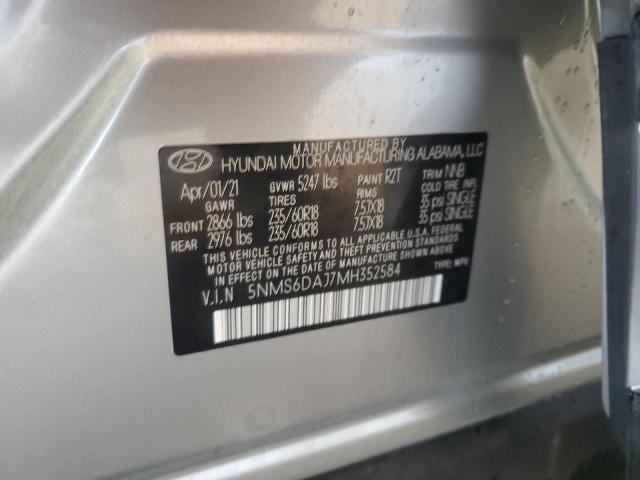 MANUFACTURED BY
HYUNDAI MOTOR MANUFACTURING ALABAMA, LLC
Apr/01/21 GVWR 5247 lbs PAINT R2T TRIM NNB
GAWR TIRES RIMS COLD TIRE INFL
FRONT 2866 lbs 235/60R18 7.5JX18 35 psi SINGLE
REAR 2976 lbs 235/60R18 7.5JX18 35 psi SINGLE
THIS VEHICLE CONFORMS TO ALL APPLICABLE U.S.A. FEDERAL
MOTOR VEHICLE SAFETY AND THEFT PREVENTION STANDARDS
IN EFFECT ON THE DATE OF MANUFACTURE SHOWN ABOVE.
V.I.N 5NMS6DAJ7MH352584 TYPE: MPV